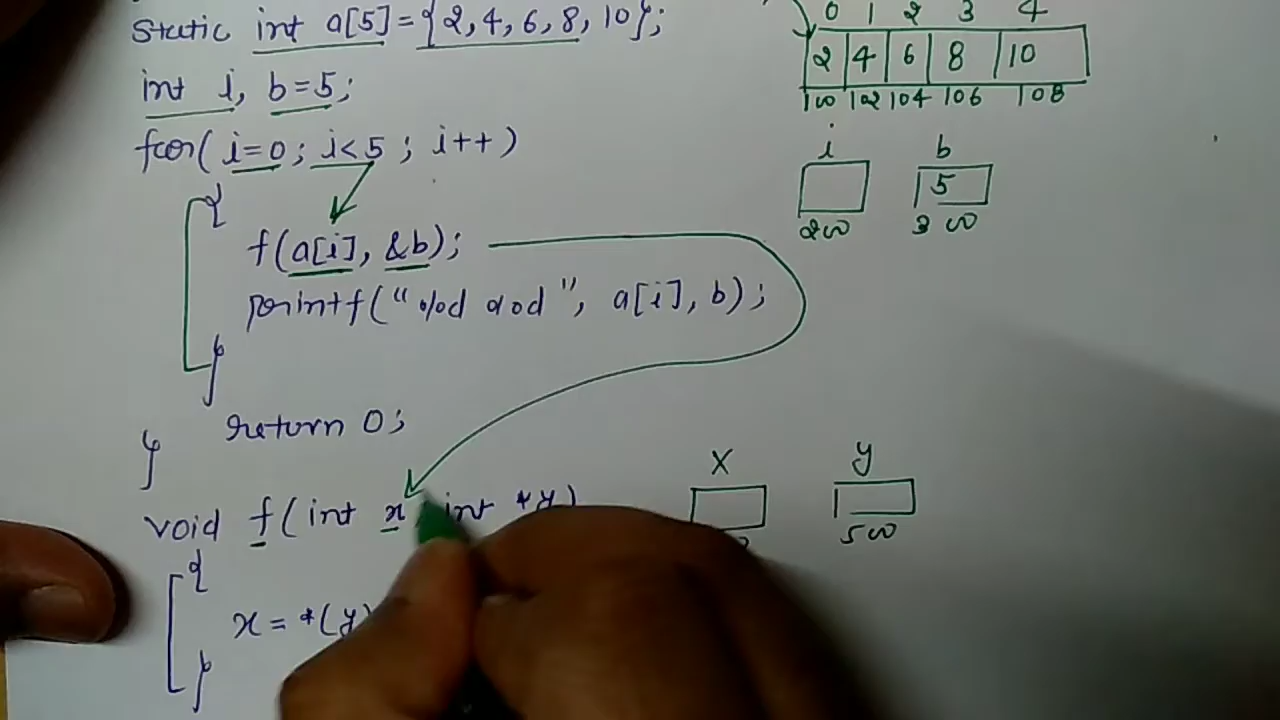 static int a[5]={2,4,6,8,10};
0 1 2 3 4
2 4 6 8 10
100 102 104 106 108
int i, b=5;
for(i=0; i<5; i++)
i b
5
200 300
{
f(a[i], &b);
printf("%d %d", a[i], b);
}
return 0;
}
x y
void f(int x int *y)
500
{
x=*(y)
}